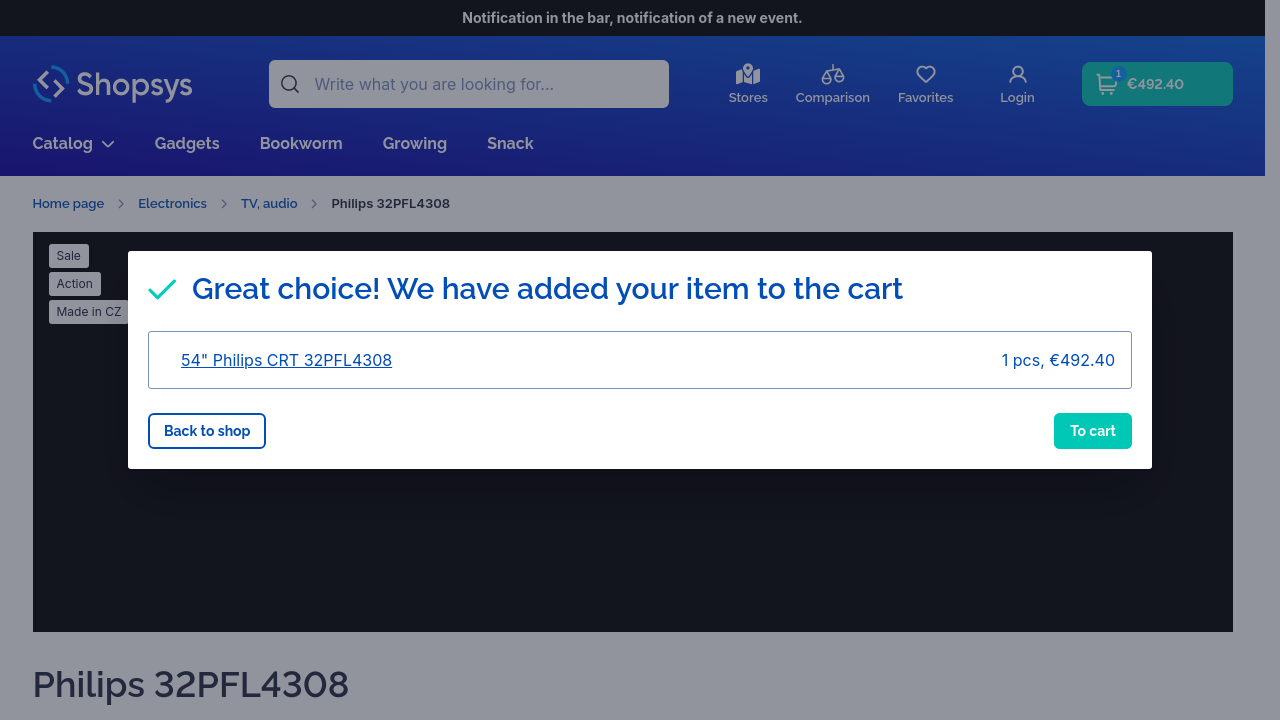 Notification in the bar, notification of a new event.
Shopsys
Write what you are looking for...
Stores
Comparison
Favorites
Login
1
€492.40
Catalog
Gadgets
Bookworm
Growing
Snack
Home page
Electronics
TV, audio
Philips 32PFL4308
Sale
Action
Made in CZ
Great choice! We have added your item to the cart
54" Philips CRT 32PFL4308
1 pcs, €492.40
Back to shop
To cart
Philips 32PFL4308